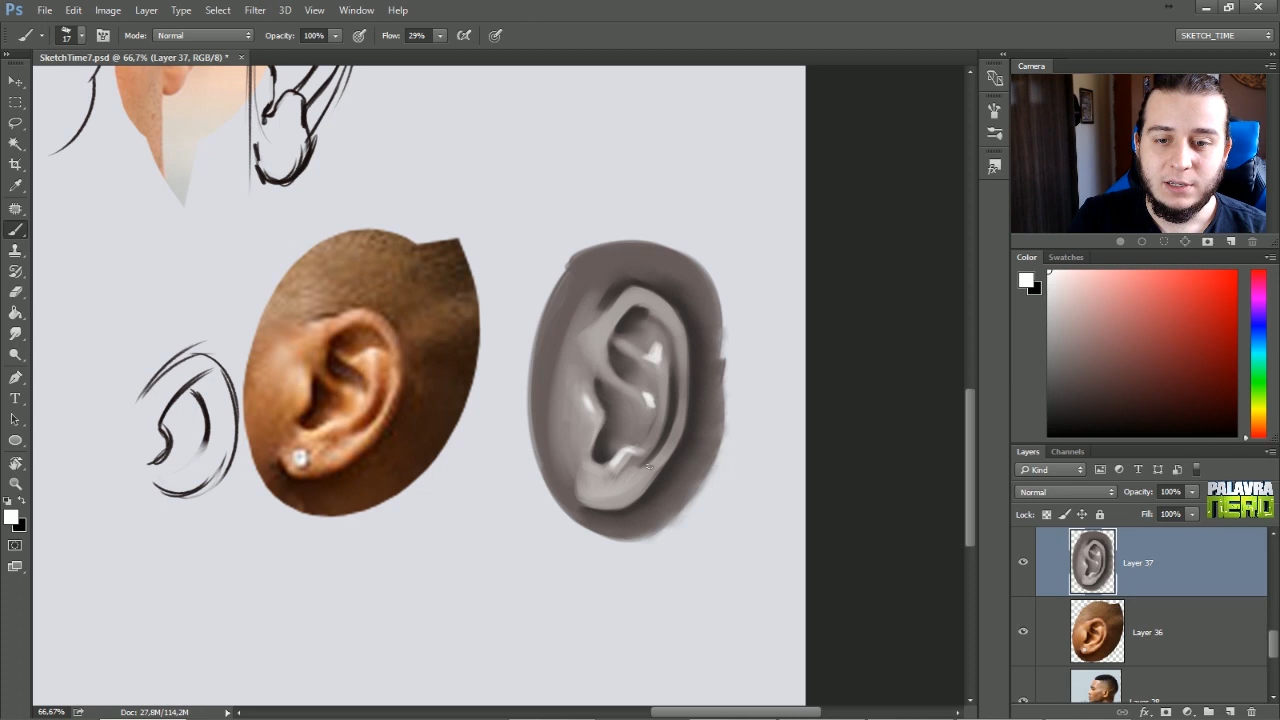 Ps File Edit Image Layer Type Select Filter 3D View Window Help
17 Mode: Normal Opacity: 100% Flow: 29% SKETCH_TIME
SketchTime7.psd @ 66,7% (Layer 37, RGB/8) * ×
Camera
Color Swatches
Layers Channels
Kind
Normal Opacity: 100%
Lock: Fill: 100%
PALAVRA
NERD
Layer 37
Layer 36
66,67% Doc: 27,8M/114,2M
fx